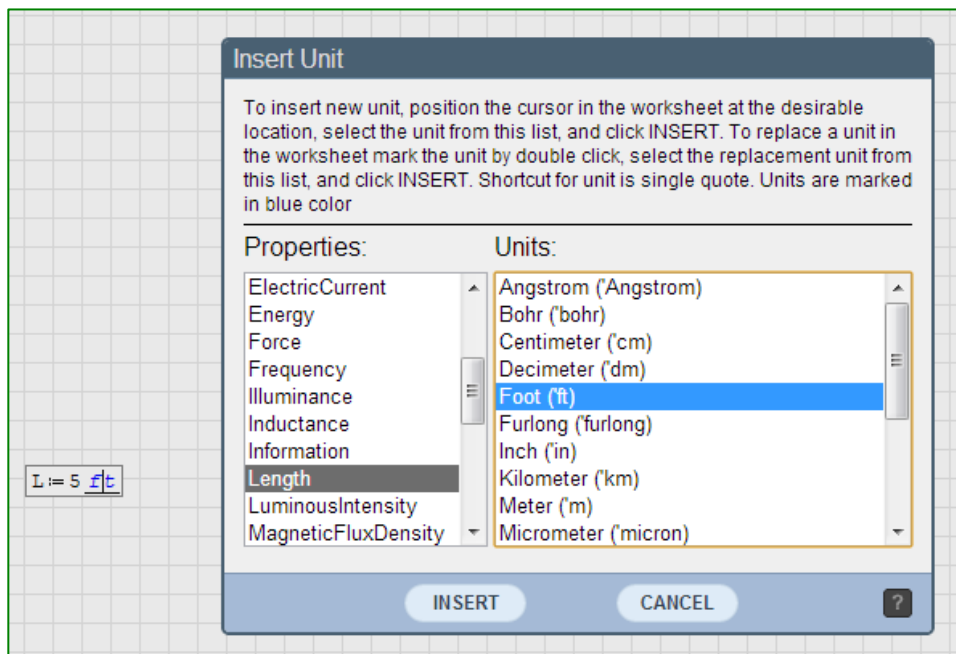 Insert Unit
To insert new unit, position the cursor in the worksheet at the desirable
location, select the unit from this list, and click INSERT. To replace a unit in
the worksheet mark the unit by double click, select the replacement unit from
this list, and click INSERT. Shortcut for unit is single quote. Units are marked
in blue color
Properties:
ElectricCurrent
Energy
Force
Frequency
Illuminance
Inductance
Information
Length
LuminousIntensity
MagneticFluxDensity
Units:
Angstrom ('Angstrom)
Bohr ('bohr)
Centimeter ('cm)
Decimeter ('dm)
Foot ('ft)
Furlong ('furlong)
Inch ('in)
Kilometer ('km)
Meter ('m)
Micrometer ('micron)
L := 5 ft
INSERT
CANCEL
?